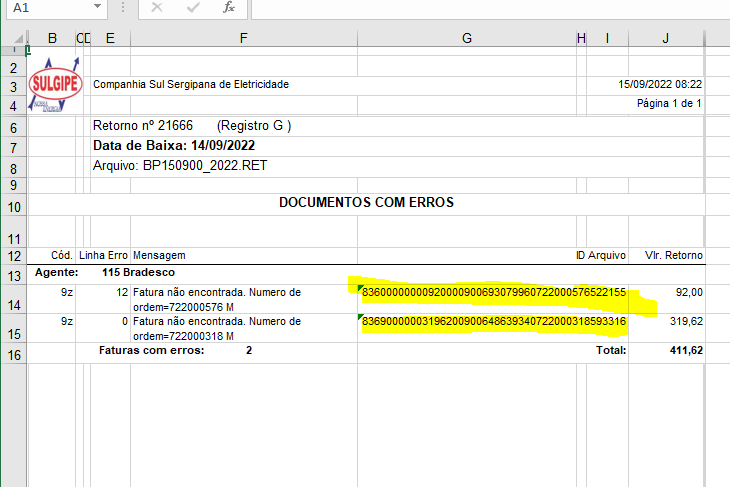 A1
fx
B C D E F G H I J
2
SULGIPE
NOSSA ENERGIA
3 Companhia Sul Sergipana de Eletricidade 15/09/2022 08:22
4 Página 1 de 1
6 Retorno nº 21666 (Registro G )
7 Data de Baixa: 14/09/2022
8 Arquivo: BP150900_2022.RET
9
10 DOCUMENTOS COM ERROS
11
12 Cód. Linha Erro Mensagem ID Arquivo Vlr. Retorno
13 Agente: 115 Bradesco
9z 12 Fatura não encontrada. Numero de 83600000000920000900693079960722000576522155 92,00
14 ordem=722000576 M
9z 0 Fatura não encontrada. Numero de 83690000003196200900648639340722000318593316 319,62
15 ordem=722000318 M
16 Faturas com erros: 2 Total: 411,62